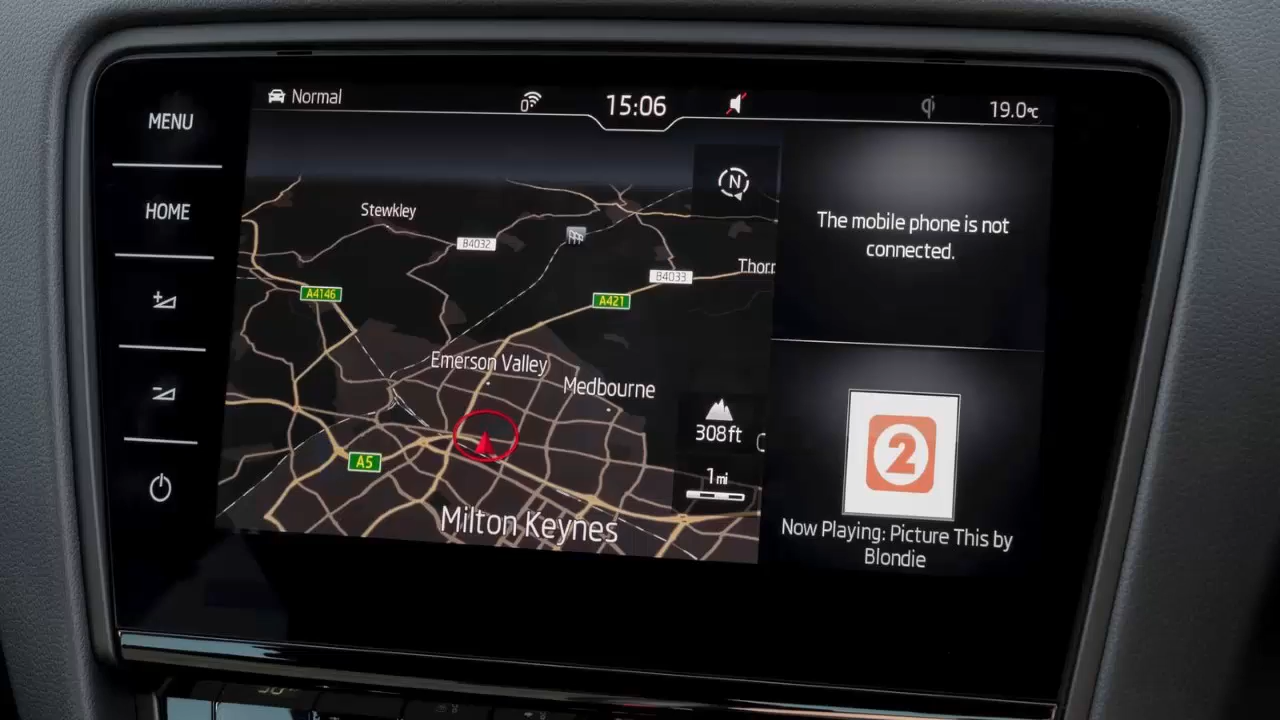 Normal
0
15:06
19.0°C
MENU
HOME
N
Stewkley
B4032
B4033
Thorn
A4146
A421
Emerson Valley
Medbourne
308ft
1mi
A5
Milton Keynes
The mobile phone is not
connected.
2
Now Playing: Picture This by
Blondie